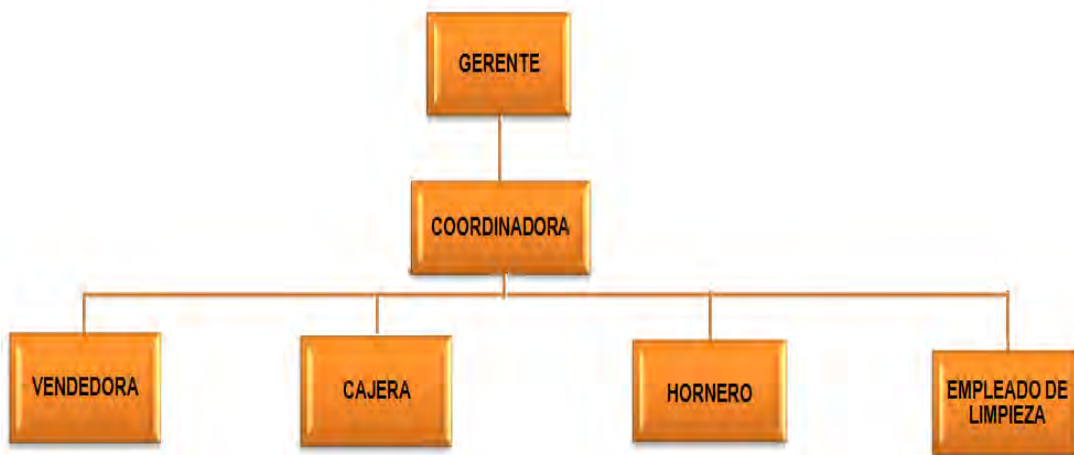 GERENTE
COORDINADORA
VENDEDORA
CAJERA
HORNERO
EMPLEADO DE
LIMPIEZA